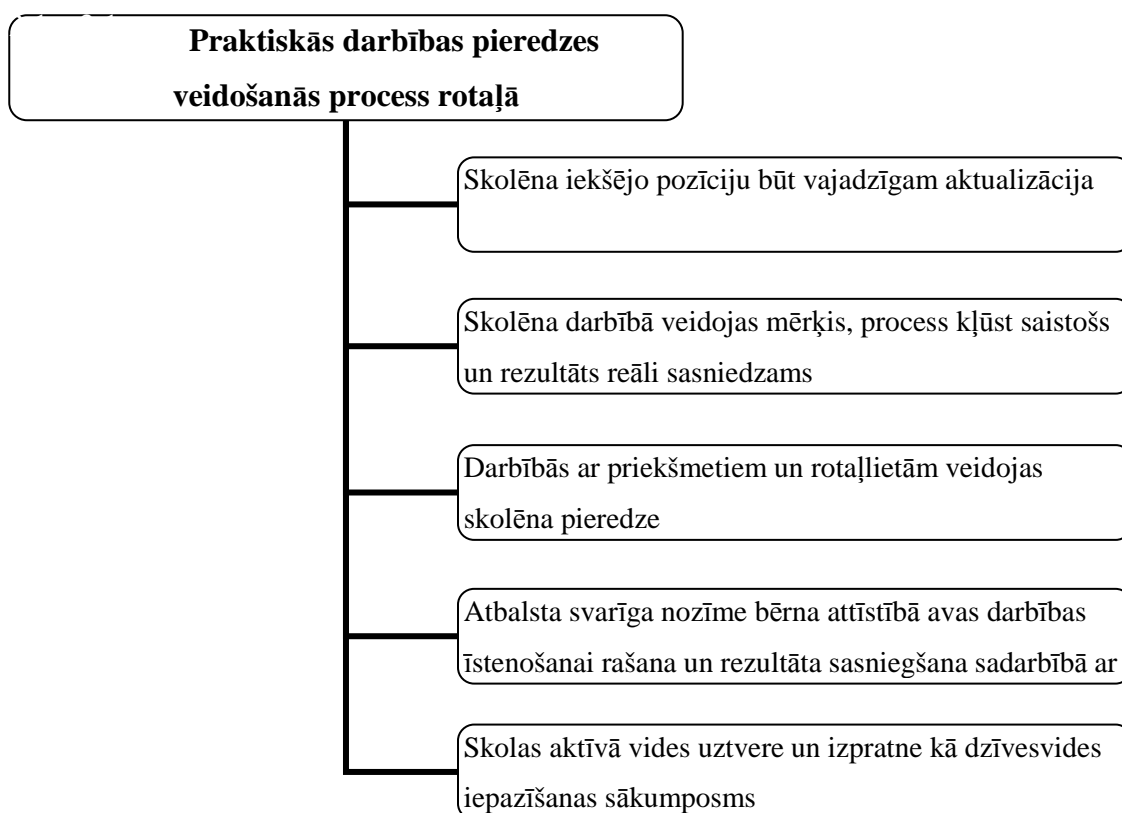 Praktiskās darbības pieredzes
veidošanās process rotaļā
Skolēna iekšējo pozīciju būt vajadzīgam aktualizācija
Skolēna darbībā veidojas mērķis, process kļūst saistošs
un rezultāts reāli sasniedzams
Darbībās ar priekšmetiem un rotaļlietām veidojas
skolēna pieredze
Atbalsta svarīga nozīme bērna attīstībā avas darbības
īstenošanai rašana un rezultāta sasniegšana sadarbībā ar
Skolas aktīvā vides uztvere un izpratne kā dzīvesvides
iepazīšanas sākumposms